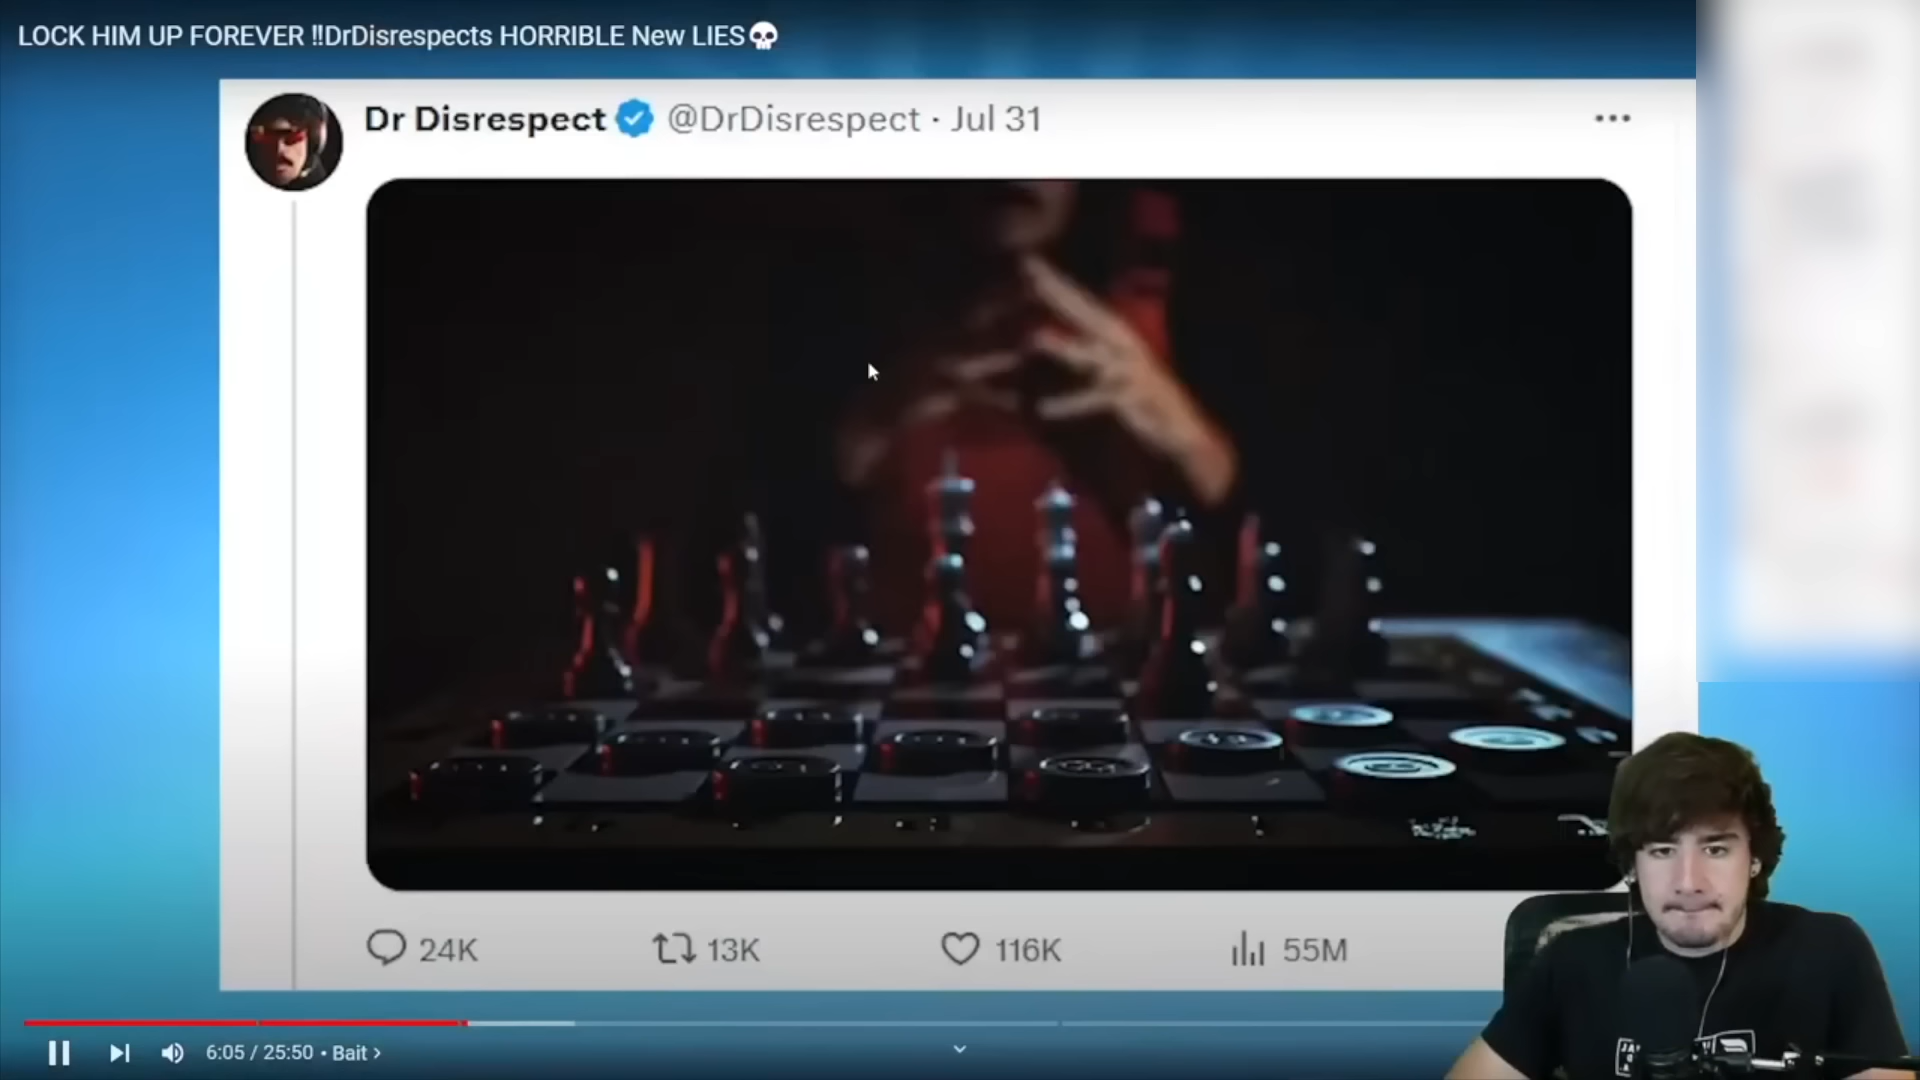 LOCK HIM UP FOREVER ‼DrDisrespects HORRIBLE New LIES💀
Dr Disrespect @DrDisrespect · Jul 31
24K 13K 116K 55M
6:05 / 25:50 • Bait >